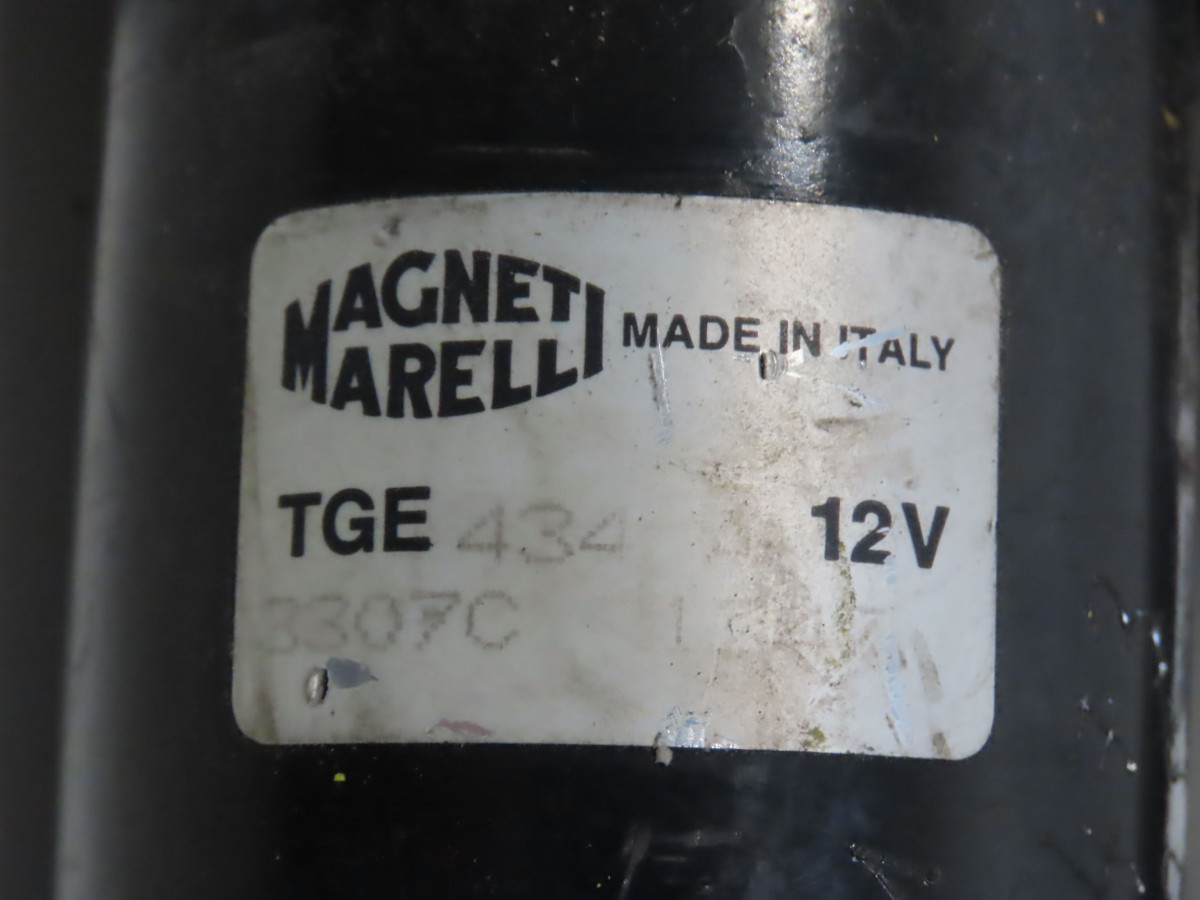 MAGNETI
MARELLI
MADE IN ITALY
TGE 434 12V
3307C